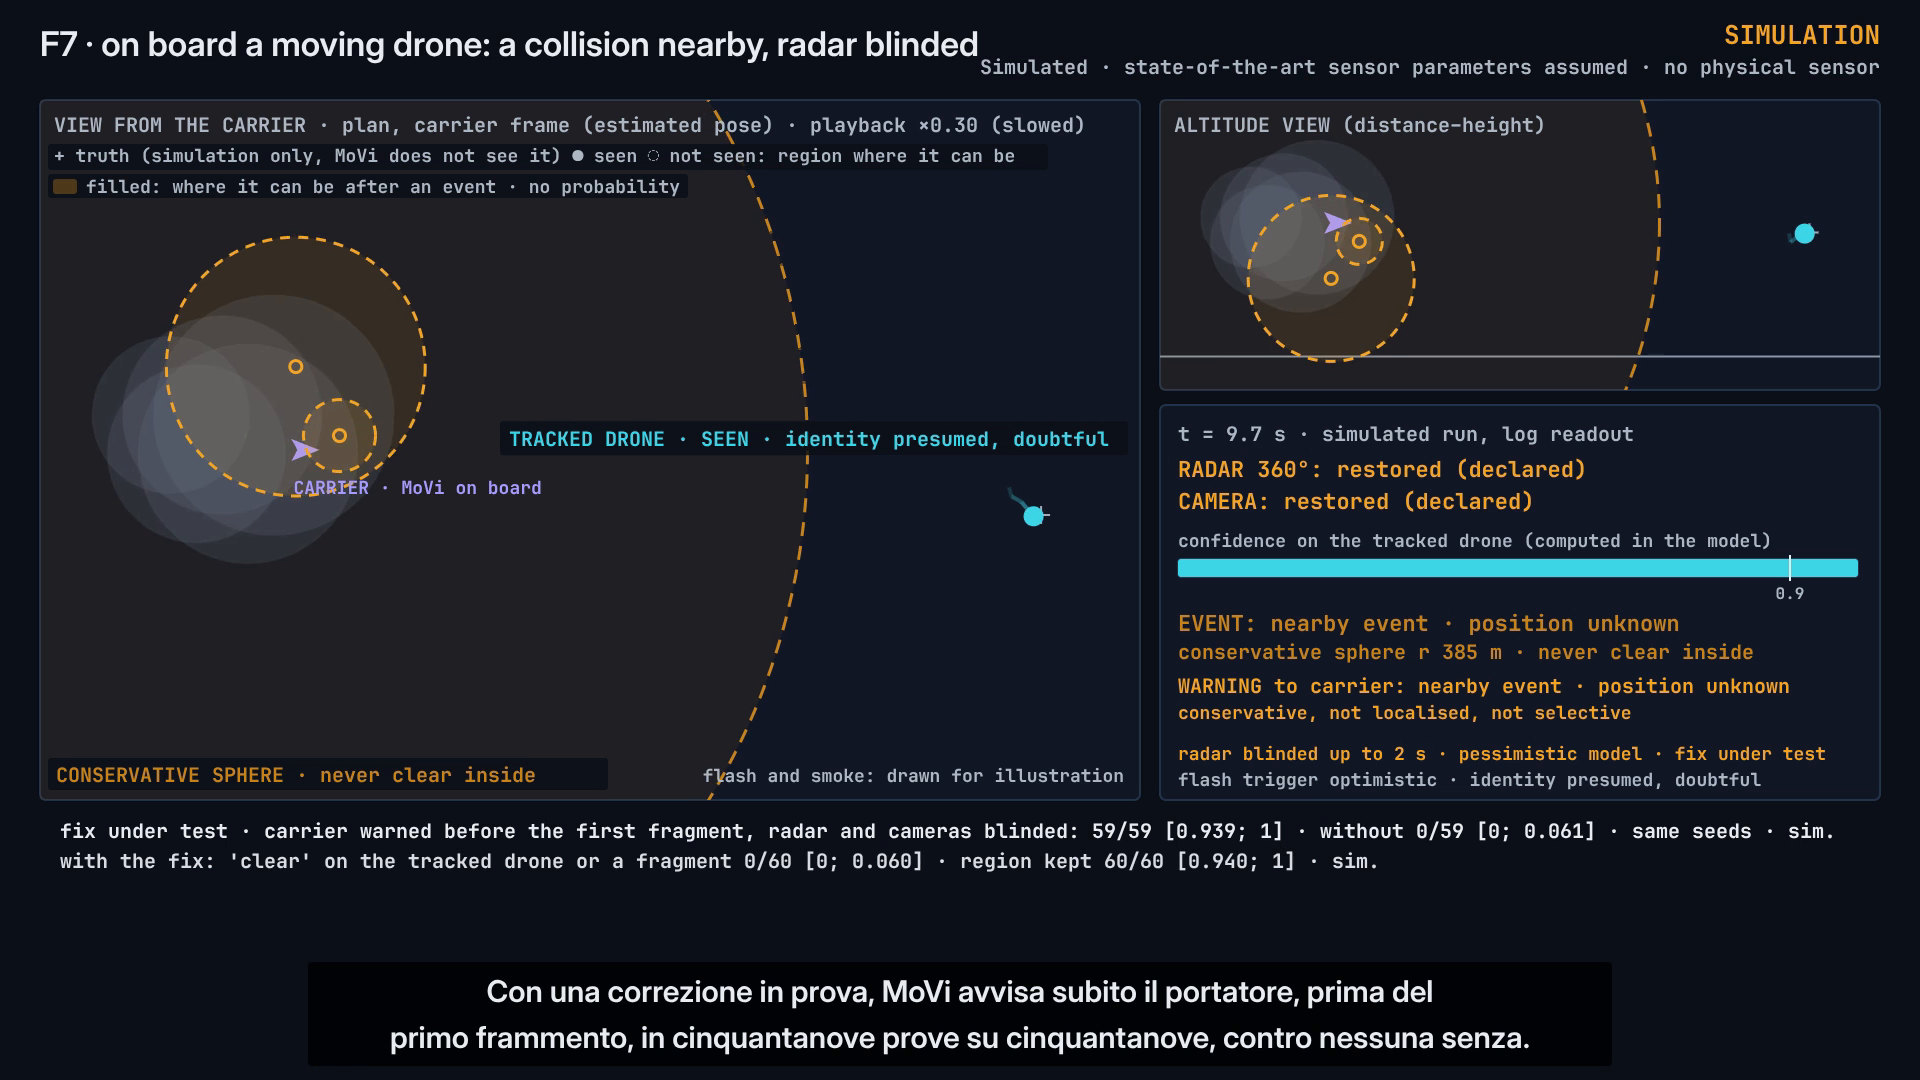 F7 · on board a moving drone: a collision nearby, radar blinded
SIMULATION
Simulated · state-of-the-art sensor parameters assumed · no physical sensor
VIEW FROM THE CARRIER · plan, carrier frame (estimated pose) · playback ×0.30 (slowed)
+ truth (simulation only, MoVi does not see it) ● seen ◌ not seen: region where it can be
filled: where it can be after an event · no probability
TRACKED DRONE · SEEN · identity presumed, doubtful
CARRIER · MoVi on board
CONSERVATIVE SPHERE · never clear inside
flash and smoke: drawn for illustration
ALTITUDE VIEW (distance-height)
t = 9.7 s · simulated run, log readout
RADAR 360°: restored (declared)
CAMERA: restored (declared)
confidence on the tracked drone (computed in the model)
0.9
EVENT: nearby event · position unknown
conservative sphere r 385 m · never clear inside
WARNING to carrier: nearby event · position unknown
conservative, not localised, not selective
radar blinded up to 2 s · pessimistic model · fix under test
flash trigger optimistic · identity presumed, doubtful
fix under test · carrier warned before the first fragment, radar and cameras blinded: 59/59 [0.939; 1] · without 0/59 [0; 0.061] · same seeds · sim.
with the fix: 'clear' on the tracked drone or a fragment 0/60 [0; 0.060] · region kept 60/60 [0.940; 1] · sim.
Con una correzione in prova, MoVi avvisa subito il portatore, prima del
primo frammento, in cinquantanove prove su cinquantanove, contro nessuna senza.